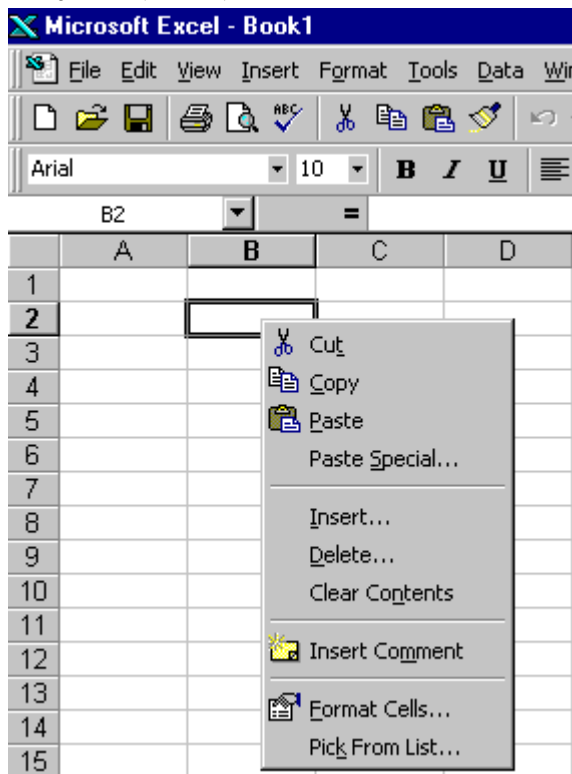 Microsoft Excel - Book1
File Edit View Insert Format Tools Data Wi
ABC
Arial 10 B I U
B2 =
A B C D
1
2
3 Cut
4 Copy
5 Paste
6 Paste Special...
7
8 Insert...
9 Delete...
10 Clear Contents
11
12 Insert Comment
13
14 Format Cells...
15 Pick From List...